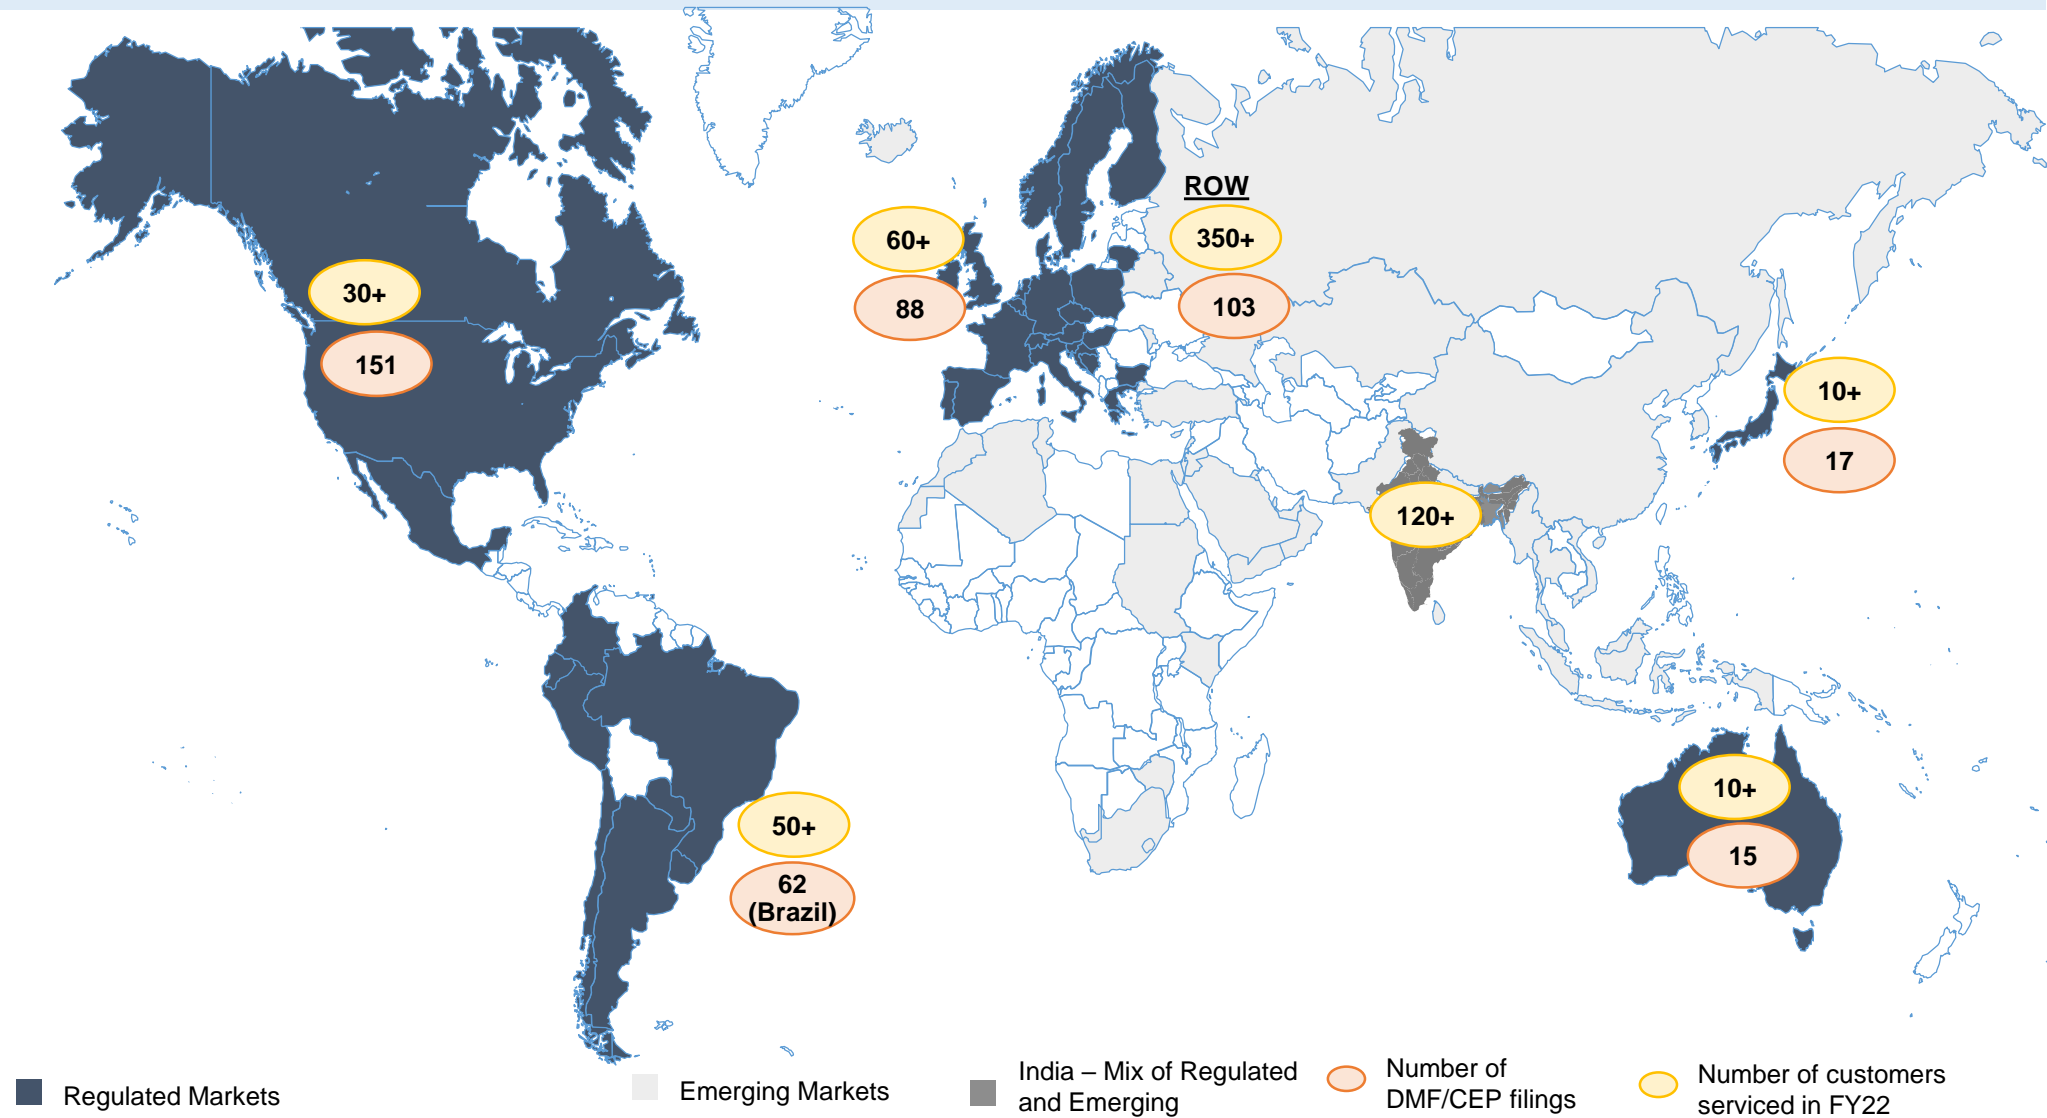 ROW
60+
350+
30+
88
103
151
10+
17
120+
10+
50+
15
62
(Brazil)
Regulated Markets
Emerging Markets
India – Mix of Regulated
and Emerging
Number of
DMF/CEP filings
Number of customers
serviced in FY22